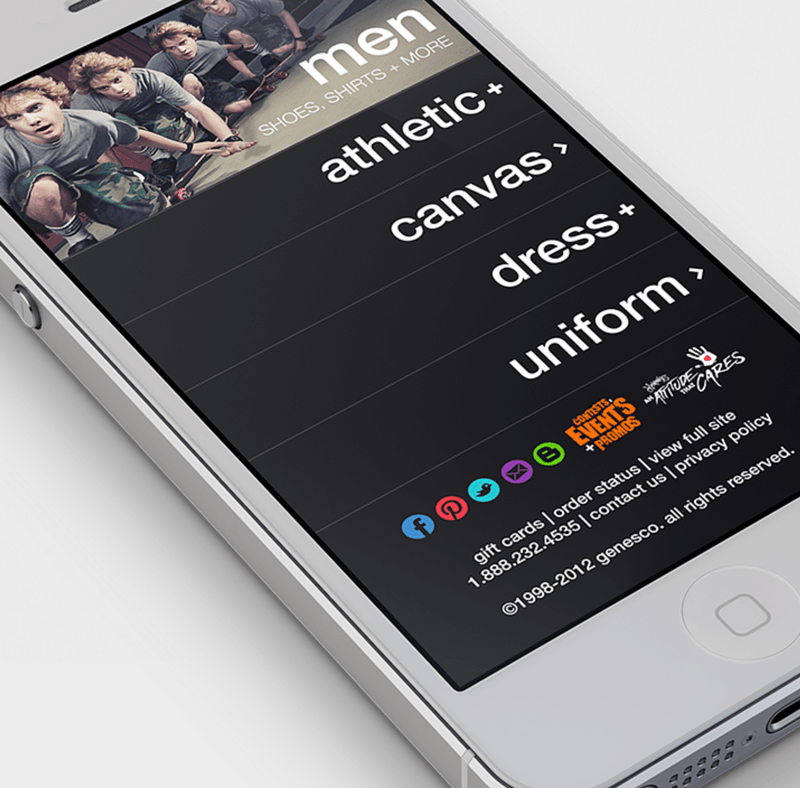 men
SHOES, SHIRTS + MORE
athletic+
canvas ›
dress+
uniform ›
CONTESTS,
EVENTS
+ PROMOS
AN ATTITUDE THAT CARES
gift cards | order status | view full site
1.888.232.4535 | contact us | privacy policy
©1998-2012 genesco. all rights reserved.